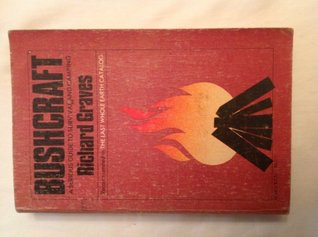 BUSHCRAFT
A SERIOUS GUIDE TO SURVIVAL AND CAMPING
Richard Graves
THE LAST WHOLE EARTH CATALOG